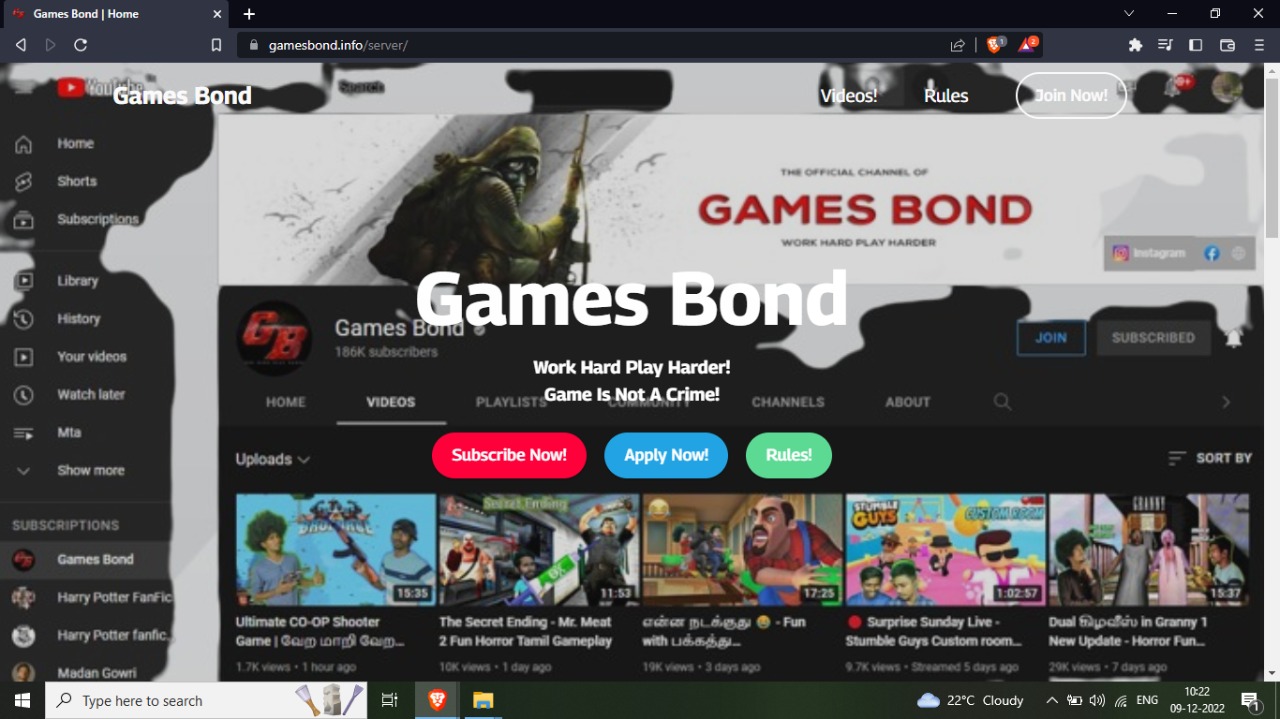 Games Bond | Home
gamesbond.info/server/
1
2
YouTube
Search
9+
Games Bond
Videos!
Rules
Join Now!
Home
Shorts
Subscriptions
Library
History
Your videos
Watch later
Mta
Show more
SUBSCRIPTIONS
Games Bond
Harry Potter FanFic
Harry Potter fanfic...
Madan Gowri
THE OFFICIAL CHANNEL OF
GAMES BOND
WORK HARD PLAY HARDER
Instagram
Games Bond
GB
Games Bond
186K subscribers
JOIN
SUBSCRIBED
Work Hard Play Harder!
Game Is Not A Crime!
HOME
VIDEOS
PLAYLISTS
COMMUNITY
CHANNELS
ABOUT
Subscribe Now!
Apply Now!
Rules!
Uploads
SORT BY
15:35
Secret Ending
11:53
17:25
STUMBLE GUYS
CUSTOM ROOM
1:02:57
GRANNY
15:37
Ultimate CO-OP Shooter
Game | வேற மாறி வேற...
1.7K views • 1 hour ago
The Secret Ending - Mr. Meat
2 Fun Horror Tamil Gameplay
10K views • 1 day ago
என்ன நடக்குது 😂 - Fun
with பக்கத்து...
19K views • 3 days ago
🔴 Surprise Sunday Live -
Stumble Guys Custom room...
9.7K views • Streamed 5 days ago
Dual கிழவீஸ் in Granny 1
New Update - Horror Fun...
29K views • 7 days ago
Type here to search
22°C Cloudy
ENG
10:22
09-12-2022
1